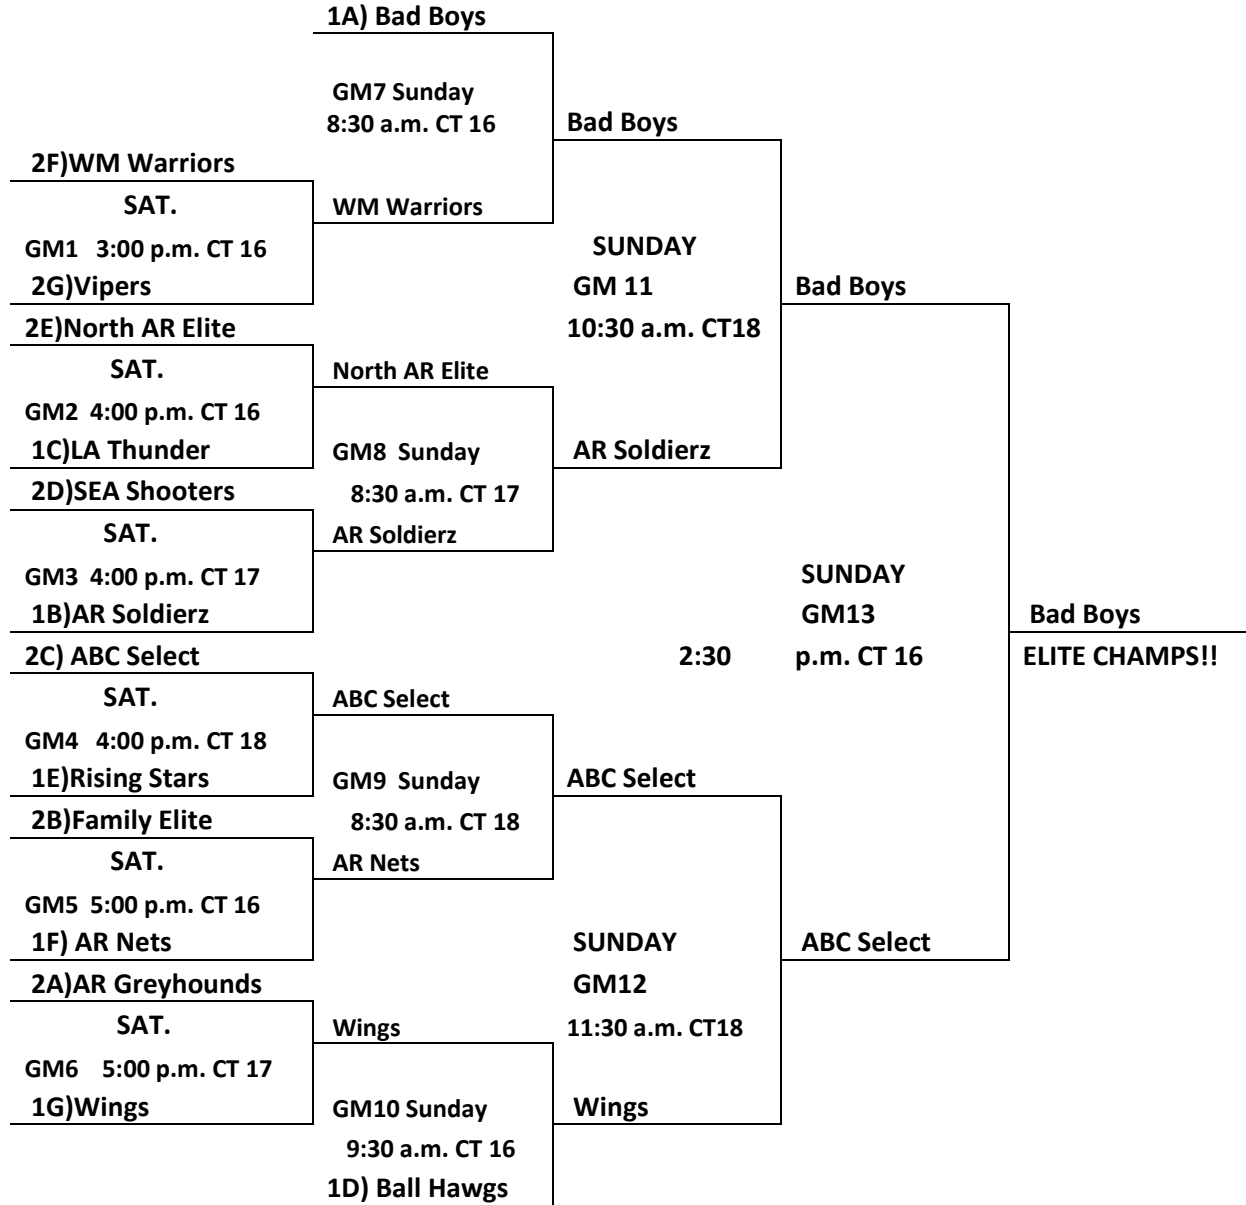 1A) Bad Boys
GM7 Sunday
8:30 a.m. CT 16
Bad Boys
2F)WM Warriors
SAT.
WM Warriors
GM1 3:00 p.m. CT 16
SUNDAY
2G)Vipers
GM 11
Bad Boys
2E)North AR Elite
10:30 a.m. CT18
SAT.
North AR Elite
GM2 4:00 p.m. CT 16
1C)LA Thunder
GM8 Sunday
AR Soldierz
2D)SEA Shooters
8:30 a.m. CT 17
SAT.
AR Soldierz
GM3 4:00 p.m. CT 17
SUNDAY
1B)AR Soldierz
GM13
Bad Boys
2C) ABC Select
2:30 p.m. CT 16
ELITE CHAMPS!!
SAT.
ABC Select
GM4 4:00 p.m. CT 18
1E)Rising Stars
GM9 Sunday
ABC Select
2B)Family Elite
8:30 a.m. CT 18
SAT.
AR Nets
GM5 5:00 p.m. CT 16
1F) AR Nets
SUNDAY
ABC Select
2A)AR Greyhounds
GM12
SAT.
Wings
11:30 a.m. CT18
GM6 5:00 p.m. CT 17
1G)Wings
GM10 Sunday
Wings
9:30 a.m. CT 16
1D) Ball Hawgs